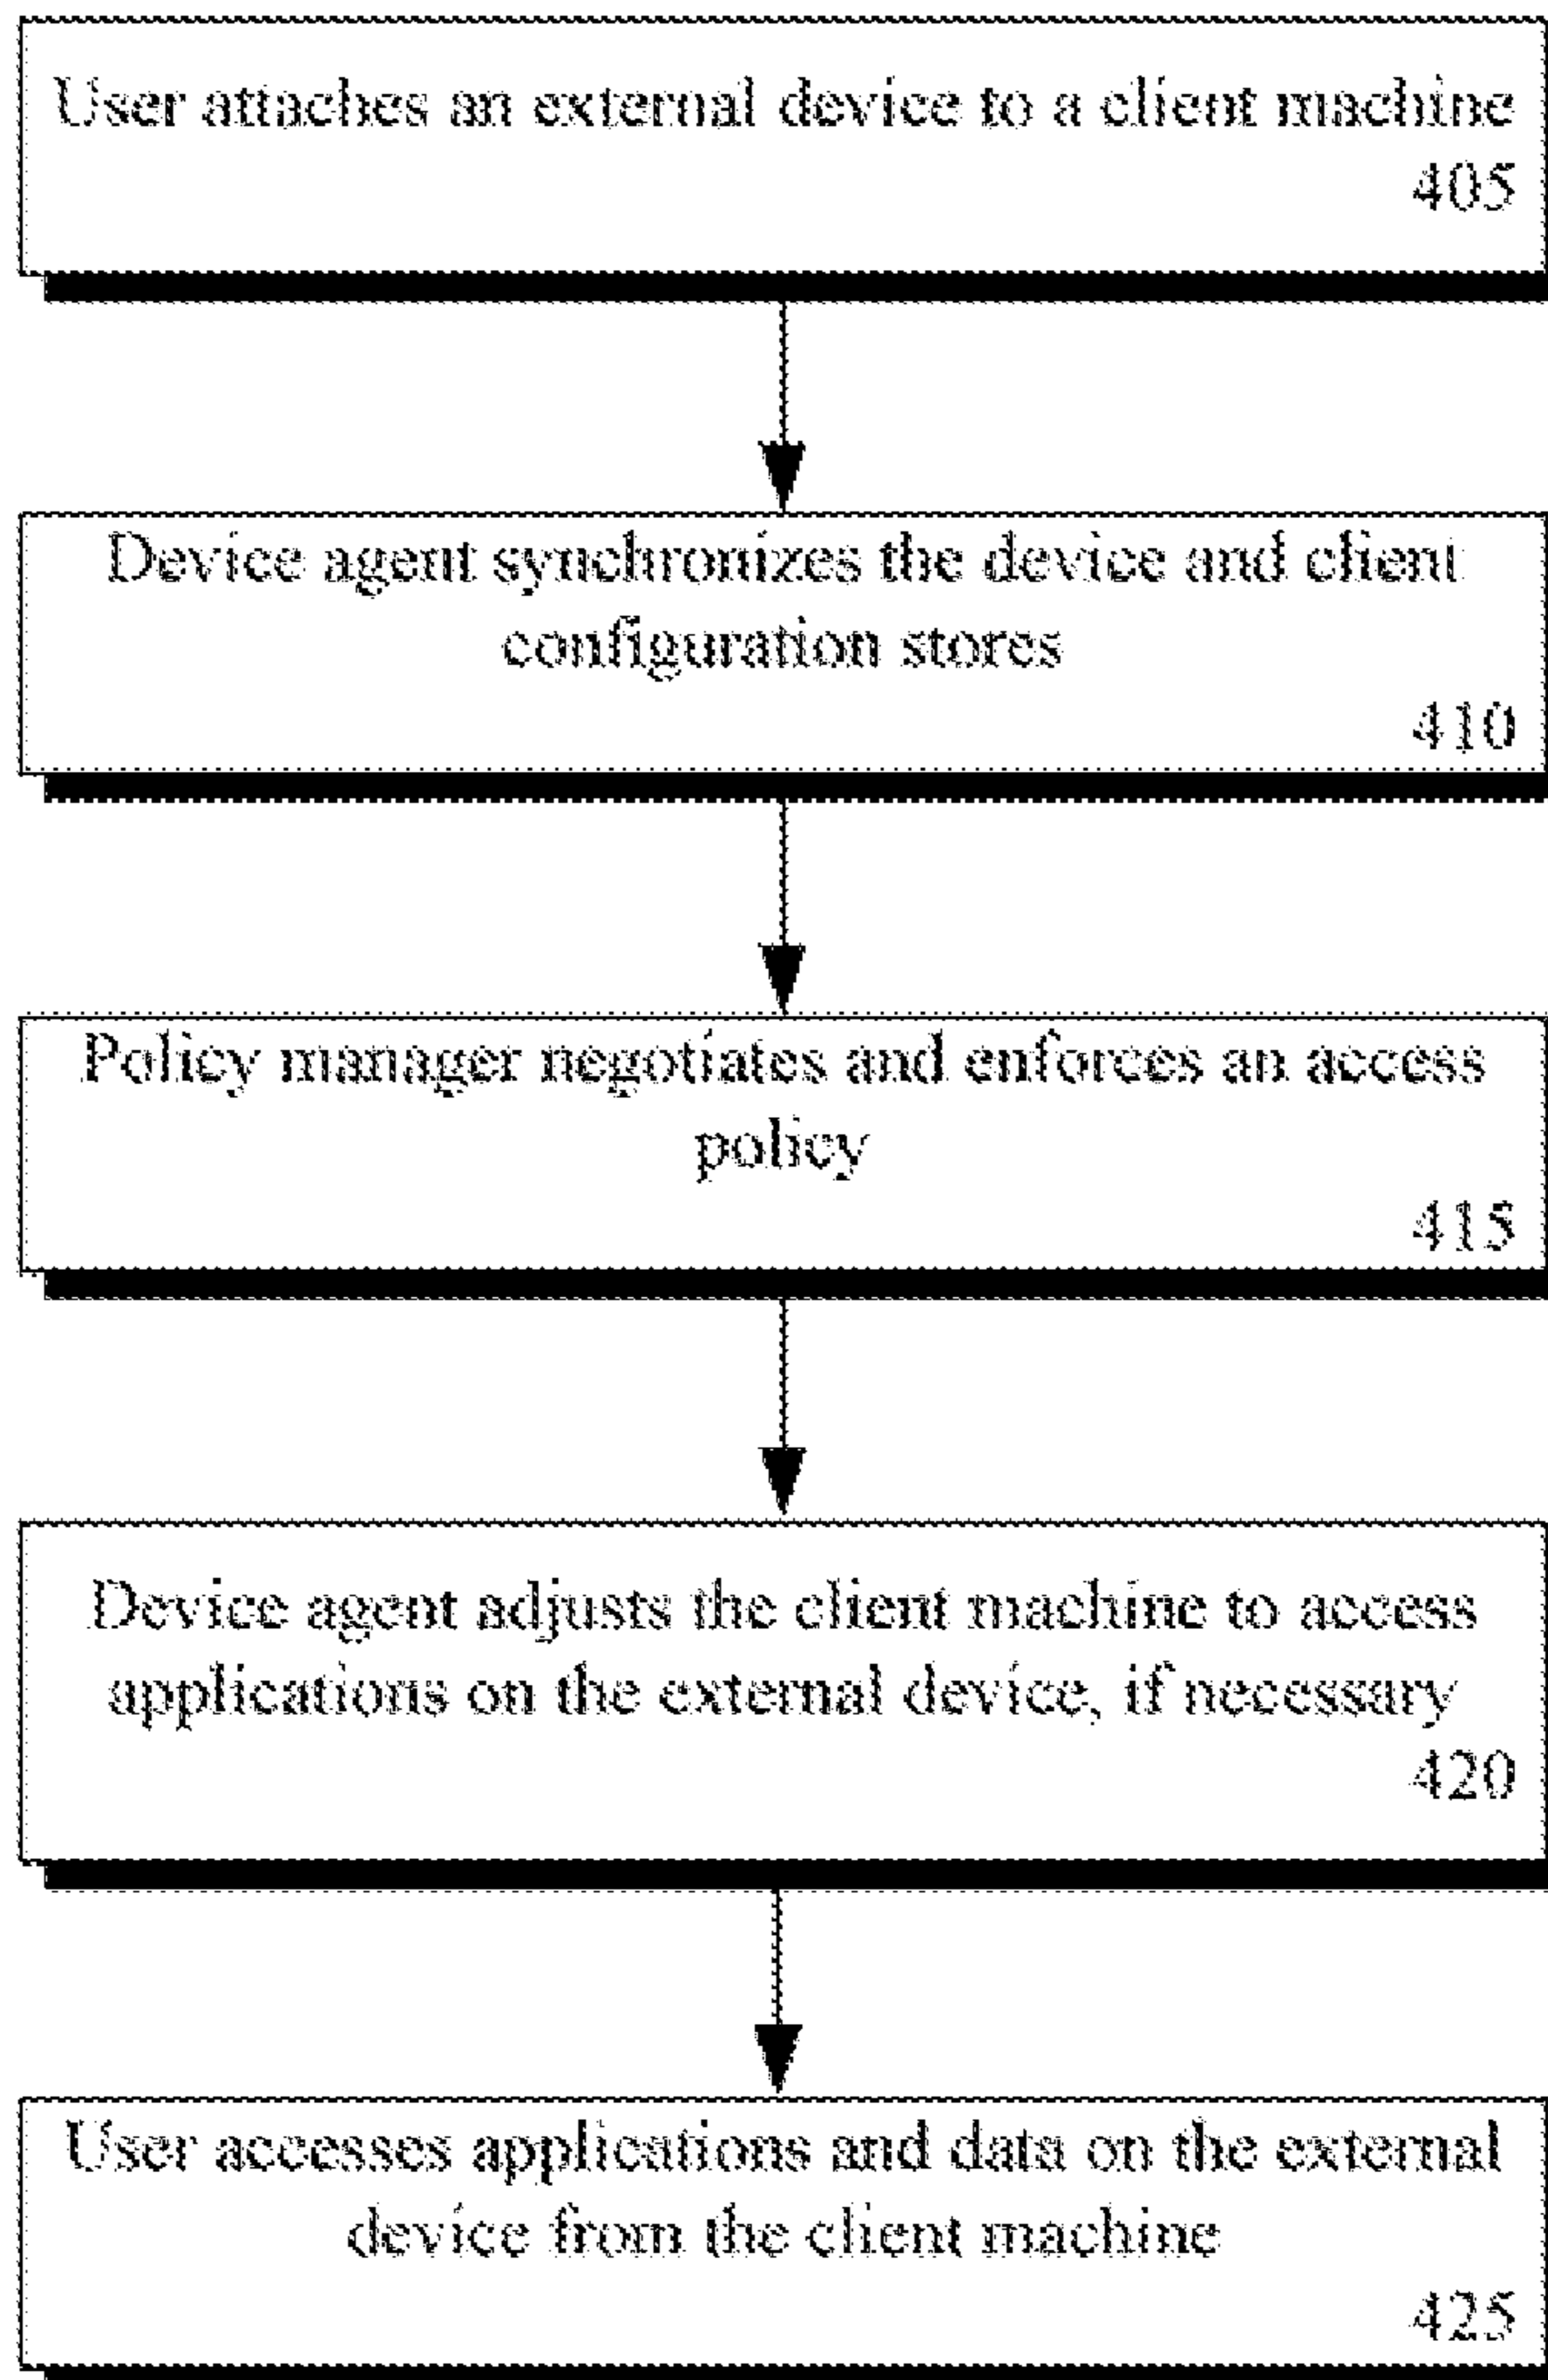 User attaches an external device to a client machine
405
Device agent synchronizes the device and client
configuration stores
410
Policy manager negotiates and enforces an access
policy
415
Device agent adjusts the client machine to access
applications on the external device, if necessary
420
User accesses applications and data on the external
device from the client machine
425